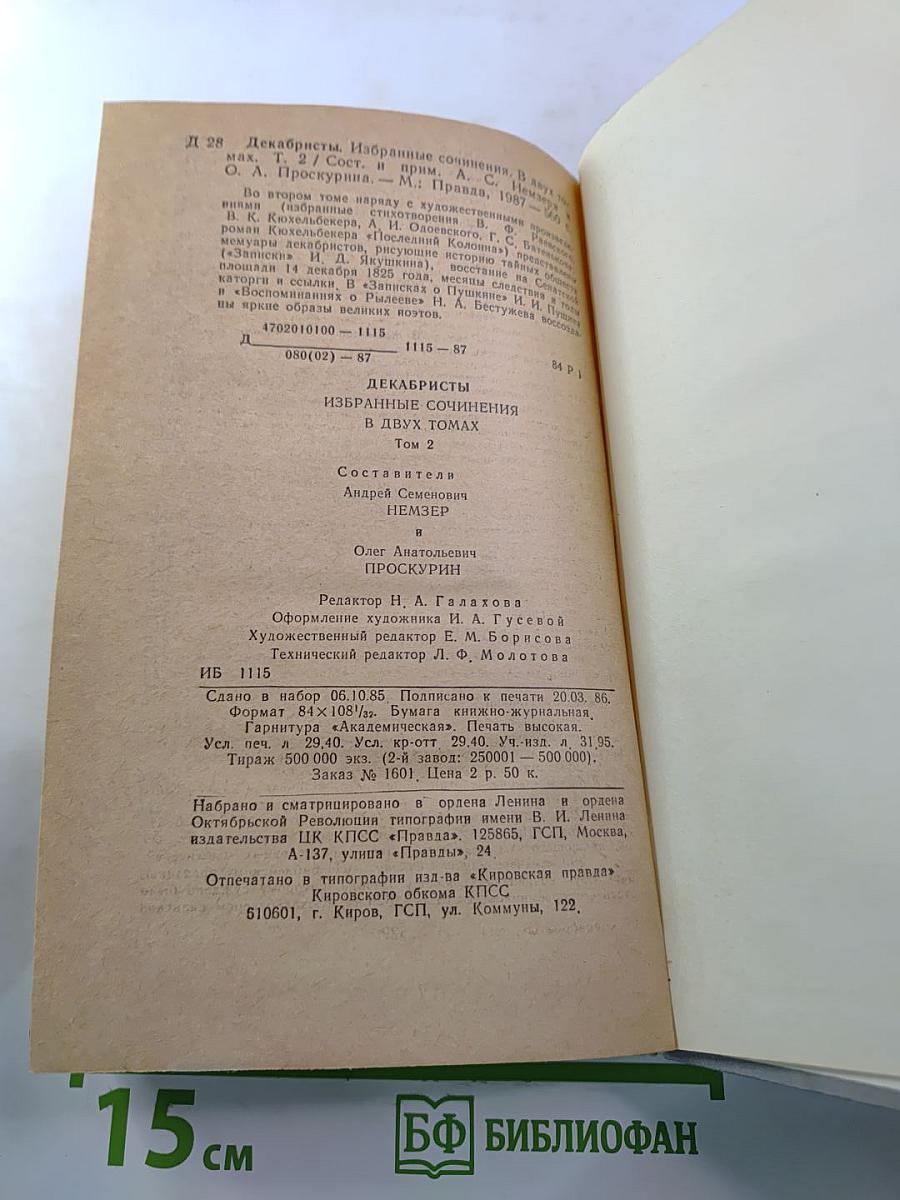 Д 28 Декабристы. Избранные сочинения. В двух то-
мах. Т. 2 / Сост. и прим. А. С. Немзера и
О. А. Проскурина. — М.: Правда, 1987 — 560 с.
Во втором томе наряду с художественными произведе-
ниями (избранные стихотворения В. Ф. Раевского,
В. К. Кюхельбекера, А. И. Одоевского, Г. С. Батенькова,
роман Кюхельбекера «Последний Колонна») представлены
мемуары декабристов, рисующие историю тайных обществ
(«Записки» И. Д. Якушкина), восстание на Сенатской
площади 14 декабря 1825 года, месяцы следствия и годы
каторги и ссылки. В «Записках о Пушкине» И. И. Пущина
и «Воспоминаниях о Рылееве» Н. А. Бестужева воссозда-
ны яркие образы великих поэтов.
Д 4702010100 — 1115
080(02) — 87
1115 — 87
84 Р 1
ДЕКАБРИСТЫ
ИЗБРАННЫЕ СОЧИНЕНИЯ
В ДВУХ ТОМАХ
Том 2
Составители
Андрей Семенович
НЕМЗЕР
и
Олег Анатольевич
ПРОСКУРИН
Редактор Н. А. Галахова
Оформление художника И. А. Гусевой
Художественный редактор Е. М. Борисова
Технический редактор Л. Ф. Молотова
ИБ 1115
Сдано в набор 06.10.85. Подписано к печати 20.03. 86.
Формат 84×108¹/₃₂. Бумага книжно-журнальная.
Гарнитура «Академическая». Печать высокая.
Усл. печ. л 29,40. Усл. кр-отт 29,40. Уч.-изд. л. 31,95.
Тираж 500 000 экз. (2-й завод: 250001 — 500 000).
Заказ № 1601. Цена 2 р. 50 к.
Набрано и сматрицировано в ордена Ленина и ордена
Октябрьской Революции типографии имени В. И. Ленина
издательства ЦК КПСС «Правда». 125865, ГСП, Москва,
А-137, улица «Правды», 24.
Отпечатано в типографии изд-ва «Кировская правда»
Кировского обкома КПСС
610601, г. Киров, ГСП, ул. Коммуны, 122.
15 см
БФ БИБЛИОФАН